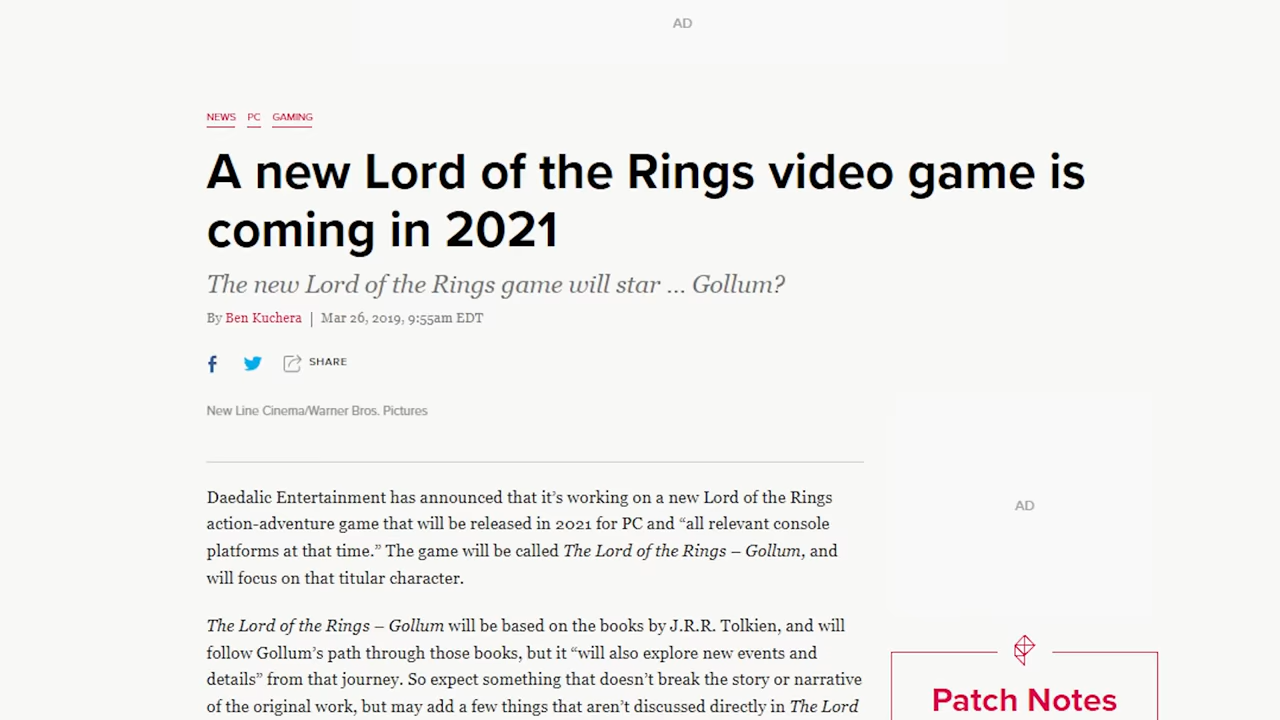 AD
NEWS PC GAMING
A new Lord of the Rings video game is
coming in 2021
The new Lord of the Rings game will star ... Gollum?
By Ben Kuchera | Mar 26, 2019, 9:55am EDT
SHARE
New Line Cinema/Warner Bros. Pictures
Daedalic Entertainment has announced that it’s working on a new Lord of the Rings
action-adventure game that will be released in 2021 for PC and “all relevant console
platforms at that time.” The game will be called The Lord of the Rings – Gollum, and
will focus on that titular character.
The Lord of the Rings – Gollum will be based on the books by J.R.R. Tolkien, and will
follow Gollum’s path through those books, but it “will also explore new events and
details” from that journey. So expect something that doesn’t break the story or narrative
of the original work, but may add a few things that aren’t discussed directly in The Lord
AD
Patch Notes